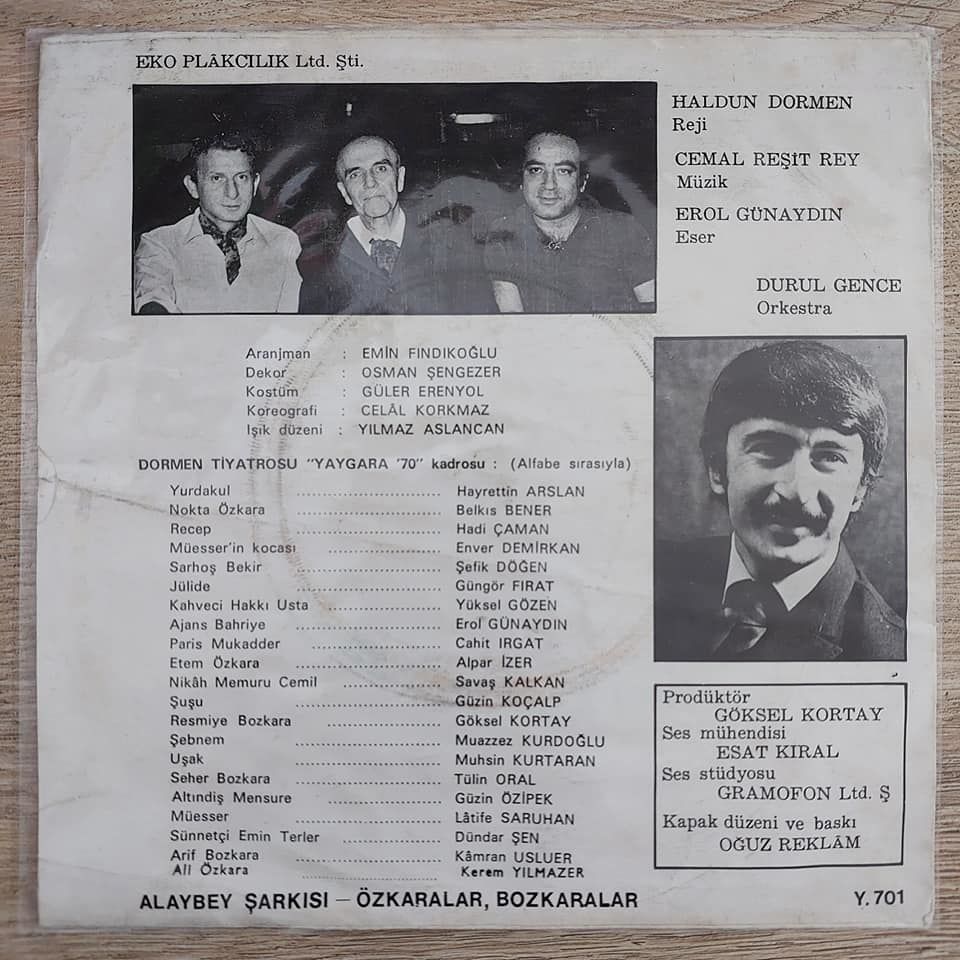 EKO PLÂKCILIK Ltd. Şti.
HALDUN DORMEN
Reji
CEMAL REŞİT REY
Müzik
EROL GÜNAYDIN
Eser
DURUL GENCE
Orkestra
Aranjman : EMİN FINDIKOĞLU
Dekor : OSMAN ŞENGEZER
Kostüm : GÜLER ERENYOL
Koreografi : CELÂL KORKMAZ
Işık düzeni : YILMAZ ASLANCAN
DORMEN TİYATROSU "YAYGARA '70" kadrosu : (Alfabe sırasıyla)
Yurdakul ........................ Hayrettin ARSLAN
Nokta Özkara ........................ Belkıs BENER
Recep ........................ Hadi ÇAMAN
Müesser'in kocası ................... Enver DEMİRKAN
Sarhoş Bekir ........................ Şefik DÖĞEN
Jülide ........................ Güngör FIRAT
Kahveci Hakkı Usta ................... Yüksel GÖZEN
Ajans Bahriye ........................ Erol GÜNAYDIN
Paris Mukadder ...................... Cahit IRGAT
Etem Özkara ........................ Alpar İZER
Nikâh Memuru Cemil ................ Savaş KALKAN
Şuşu ........................ Güzin KOÇALP
Resmiye Bozkara ................... Göksel KORTAY
Şebnem ........................ Muazzez KURDOĞLU
Uşak ........................ Muhsin KURTARAN
Seher Bozkara ........................ Tülin ORAL
Altındiş Mensure ...................... Güzin ÖZİPEK
Müesser ........................ Lâtife SARUHAN
Sünnetçi Emin Terler ................... Dündar ŞEN
Arif Bozkara ........................ Kâmran USLUER
Ali Özkara ........................ Kerem YILMAZER
Prodüktör
GÖKSEL KORTAY
Ses mühendisi
ESAT KIRAL
Ses stüdyosu
GRAMOFON Ltd. Ş
Kapak düzeni ve baskı
OĞUZ REKLÂM
ALAYBEY ŞARKISI – ÖZKARALAR, BOZKARALAR
Y. 701